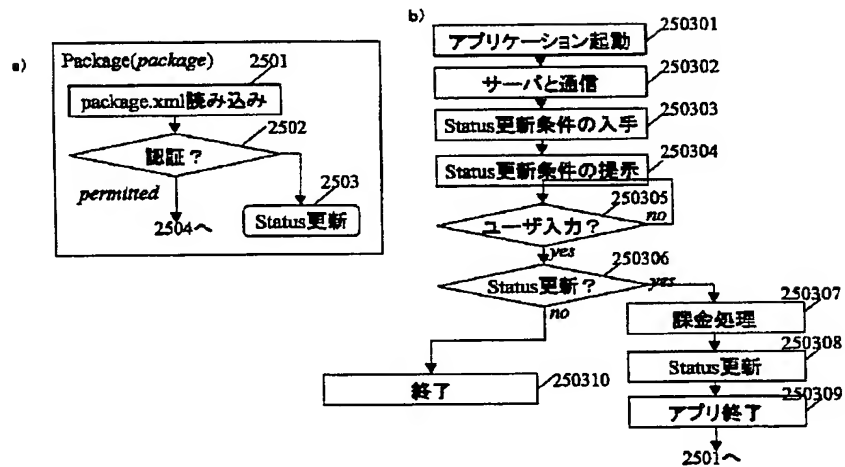 a)
Package(package)
2501
package.xml読み込み
2502
認証？
permitted
2503
2504へ
Status更新
b)
250301
アプリケーション起動
250302
サーバと通信
250303
Status更新条件の入手
250304
Status更新条件の提示
250305
ユーザ入力？
no
yes
250306
Status更新？
yes
no
250307
課金処理
250308
Status更新
250309
アプリ終了
終了
250310
2501へ